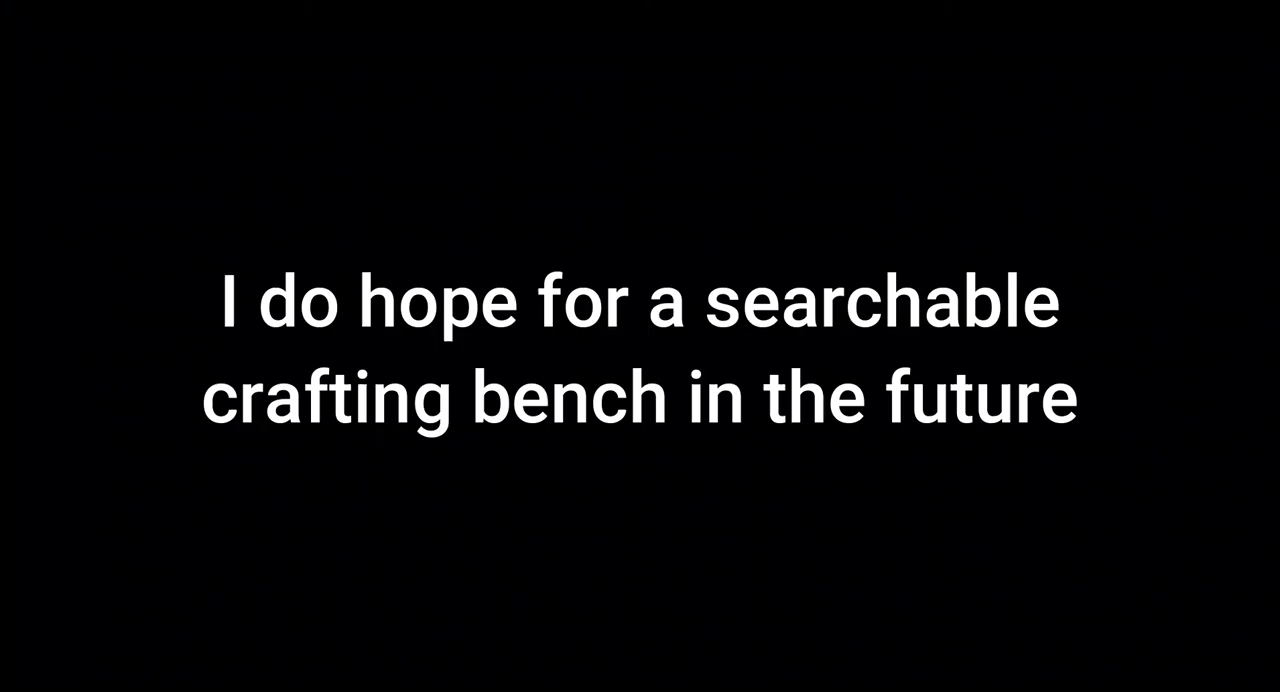 I do hope for a searchable
crafting bench in the future